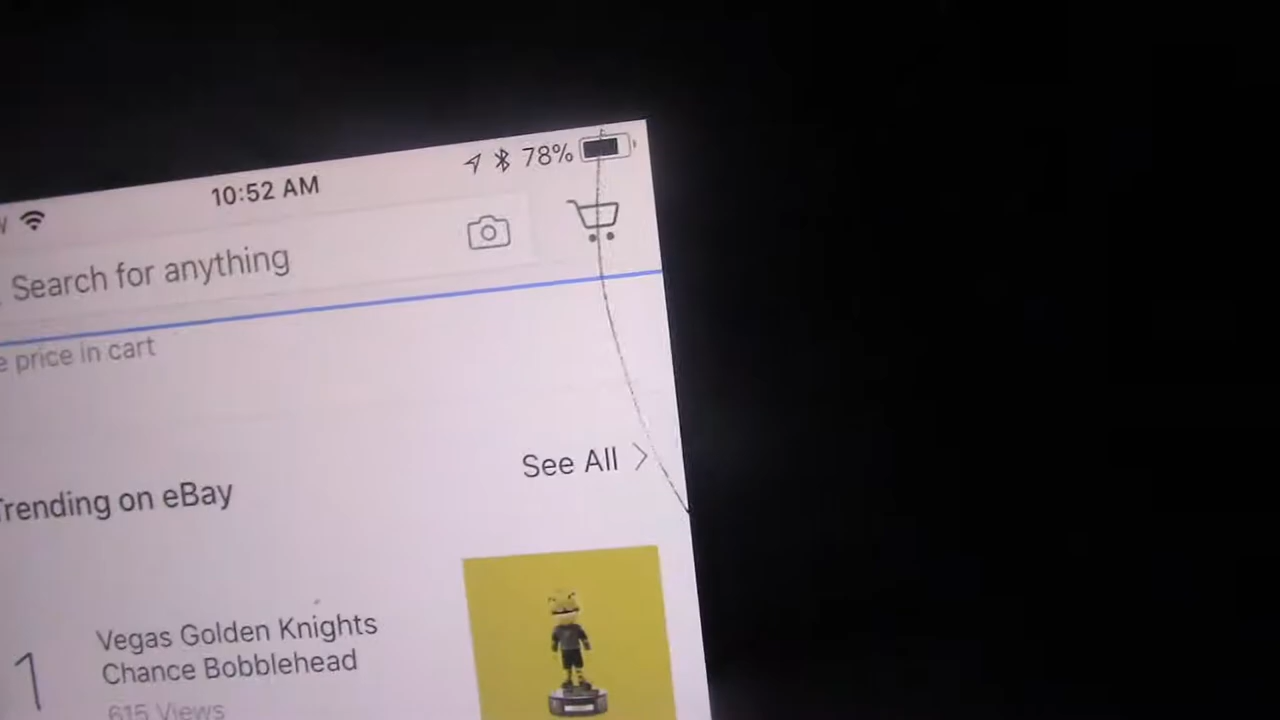 10:52 AM 78%
Search for anything
price in cart
Trending on eBay
See All
1
Vegas Golden Knights
Chance Bobblehead
615 Views